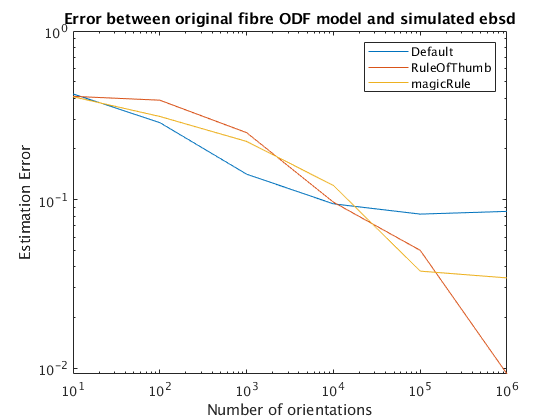 Error between original fibre ODF model and simulated ebsd
10^0
Default
RuleOfThumb
magicRule
10^-1
10^-2
Estimation Error
10^1 10^2 10^3 10^4 10^5 10^6
Number of orientations